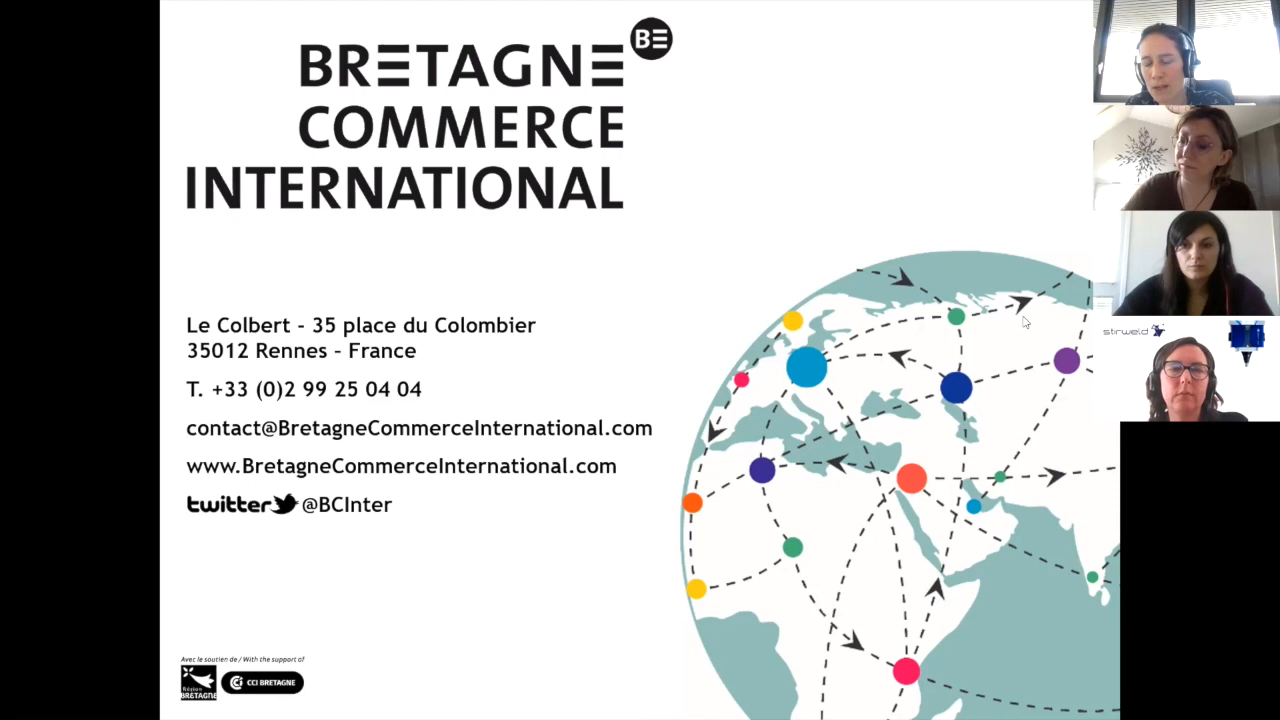 BRETAGNE
BE
COMMERCE
INTERNATIONAL
Le Colbert - 35 place du Colombier
35012 Rennes - France
T. +33 (0)2 99 25 04 04
contact@BretagneCommerceInternational.com
www.BretagneCommerceInternational.com
twitter @BCInter
stirweld
Avec le soutien de / With the support of
Région
BRETAGNE
CCI BRETAGNE